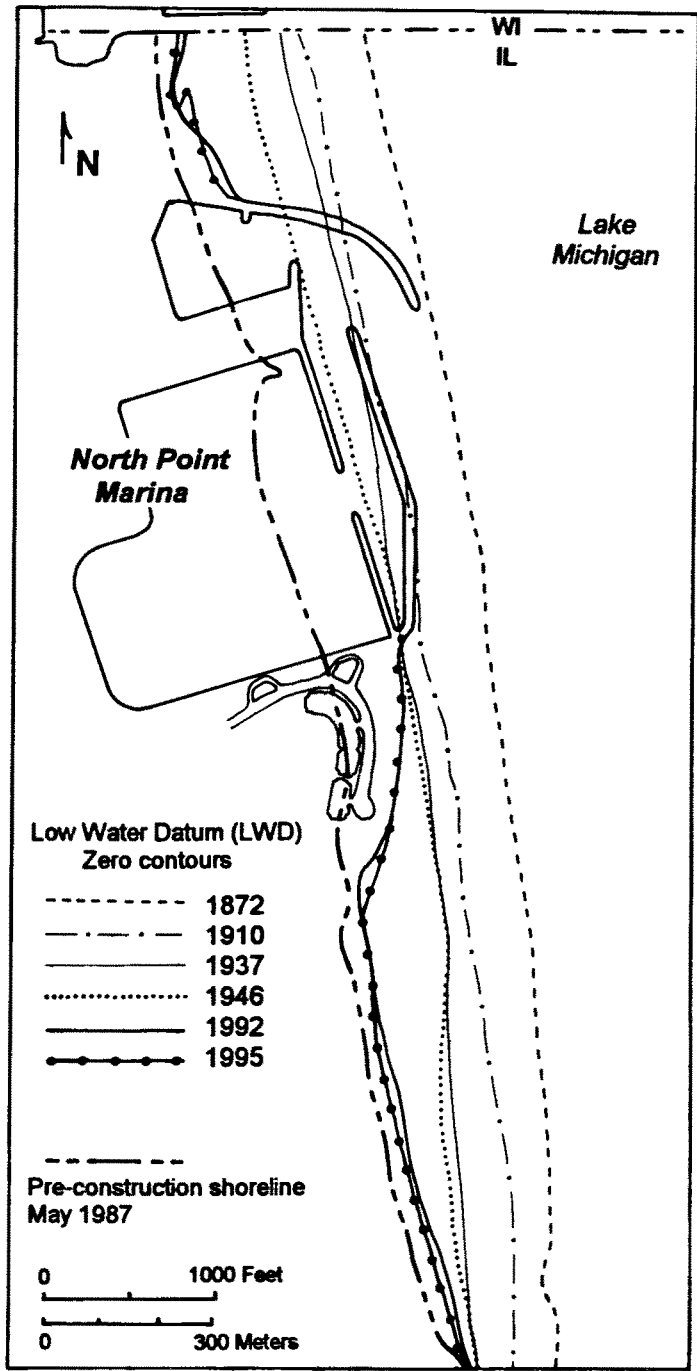 WI
IL
N
Lake
Michigan
North Point
Marina
Low Water Datum (LWD)
Zero contours
1872
1910
1937
1946
1992
1995
Pre-construction shoreline
May 1987
0 1000 Feet
0 300 Meters